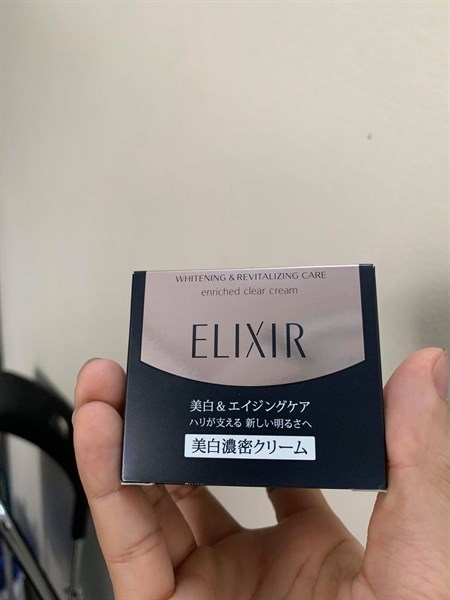 WHITENING & REVITALIZING CARE
enriched clear cream
ELIXIR
美白&エイジングケア
ハリが支える 新しい明るさへ
美白濃密クリーム